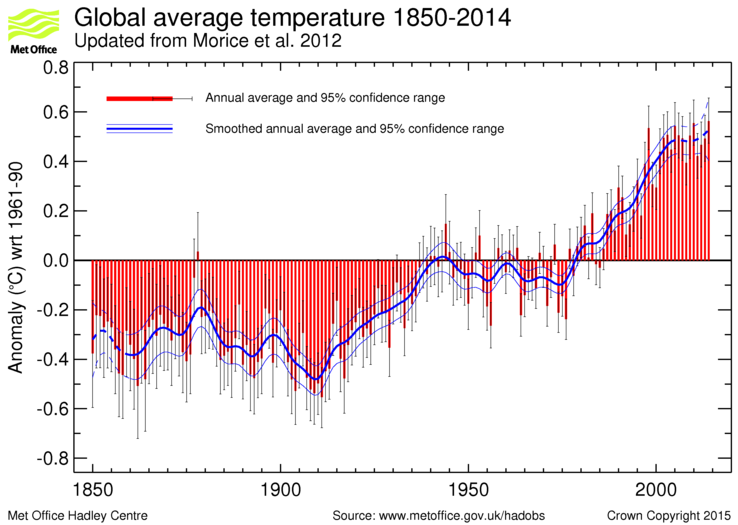 Met Office
Global average temperature 1850-2014
Updated from Morice et al. 2012
Anomaly (°C) wrt 1961-90
0.8
0.6
0.4
0.2
0.0
-0.2
-0.4
-0.6
-0.8
Annual average and 95% confidence range
Smoothed annual average and 95% confidence range
1850
1900
1950
2000
Met Office Hadley Centre
Source: www.metoffice.gov.uk/hadobs
Crown Copyright 2015